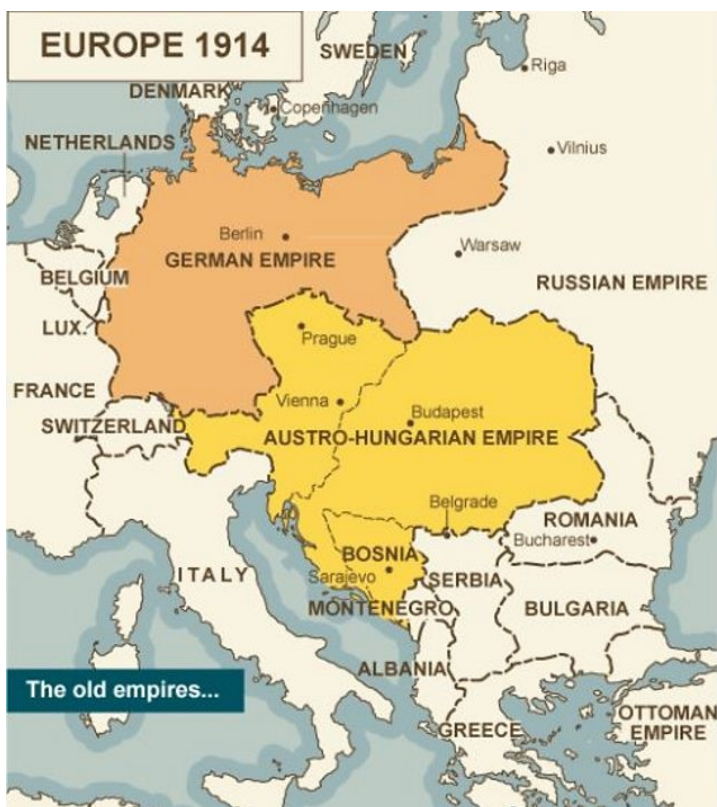 EUROPE 1914
SWEDEN
Riga
DENMARK
Copenhagen
NETHERLANDS
Vilnius
Berlin
Warsaw
GERMAN EMPIRE
BELGIUM
RUSSIAN EMPIRE
LUX.
Prague
FRANCE
Vienna
Budapest
SWITZERLAND
AUSTRO-HUNGARIAN EMPIRE
Belgrade
ROMANIA
Bucharest
BOSNIA
ITALY
Sarajevo
SERBIA
MONTENEGRO
BULGARIA
ALBANIA
The old empires...
OTTOMAN
EMPIRE
GREECE